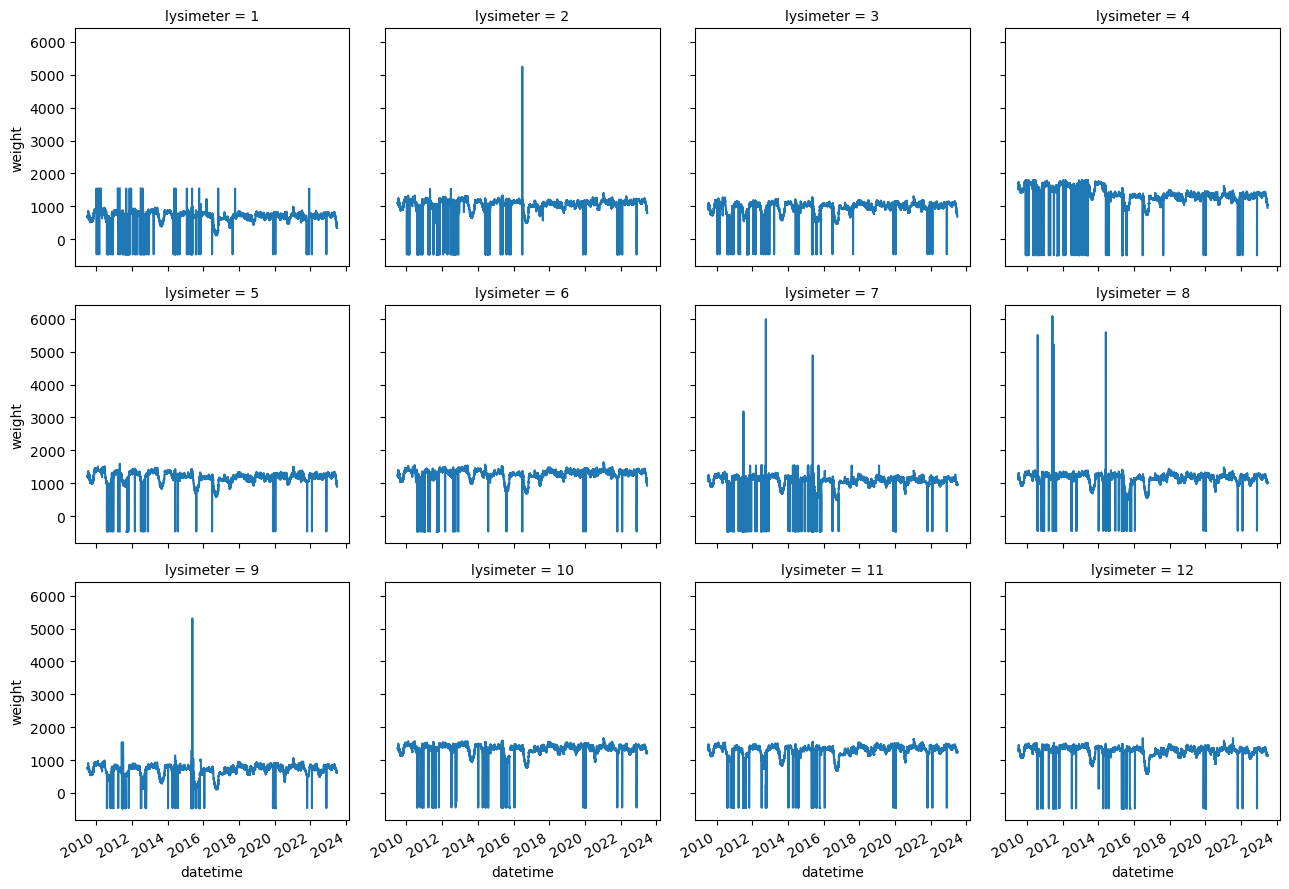 lysimeter = 1
lysimeter = 2
lysimeter = 3
lysimeter = 4
6000
5000
4000
3000
2000
1000
0
weight
lysimeter = 5
lysimeter = 6
lysimeter = 7
lysimeter = 8
6000
5000
4000
3000
2000
1000
0
weight
lysimeter = 9
lysimeter = 10
lysimeter = 11
lysimeter = 12
6000
5000
4000
3000
2000
1000
0
weight
2010 2012 2014 2016 2018 2020 2022 2024
2010 2012 2014 2016 2018 2020 2022 2024
2010 2012 2014 2016 2018 2020 2022 2024
2010 2012 2014 2016 2018 2020 2022 2024
datetime
datetime
datetime
datetime